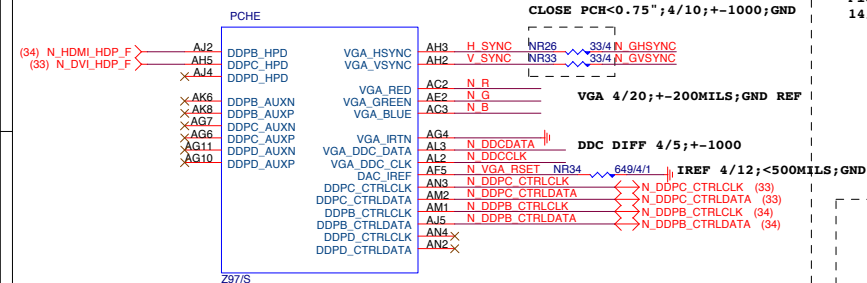 CLOSE PCH<0.75";4/10;+-1000;GND
14
PCHE
(34) N_HDMI_HDP_F AJ2 DDPB_HPD VGA_HSYNC AH3 H_SYNC NR26 33/4 N_GHSYNC
(33) N_DVI_HDP_F AH5 DDPC_HPD VGA_VSYNC AH2 V_SYNC NR33 33/4 N_GVSYNC
AJ4 DDPD_HPD
VGA_RED AC2 N_R
AK6 DDPB_AUXN VGA_GREEN AE2 N_G VGA 4/20;+-200MILS;GND REF
AK8 DDPB_AUXP VGA_BLUE AC3 N_B
AG7 DDPC_AUXN
AG6 DDPC_AUXP VGA_IRTN AG4
AG11 DDPD_AUXN VGA_DDC_DATA AL3 N_DDCDATA DDC DIFF 4/5;+-1000
AG10 DDPD_AUXP VGA_DDC_CLK AL2 N_DDCCLK
DAC_IREF AF5 N_VGA_RSET NR34 649/4/1 IREF 4/12;<500MILS;GND
DDPC_CTRLCLK AN3 N_DDPC_CTRLCLK N_DDPC_CTRLCLK (33)
DDPC_CTRLDATA AM2 N_DDPC_CTRLDATA N_DDPC_CTRLDATA (33)
DDPB_CTRLCLK AM1 N_DDPB_CTRLCLK N_DDPB_CTRLCLK (34)
DDPB_CTRLDATA AJ5 N_DDPB_CTRLDATA N_DDPB_CTRLDATA (34)
DDPD_CTRLCLK AN4
DDPD_CTRLDATA AN2
Z97/S